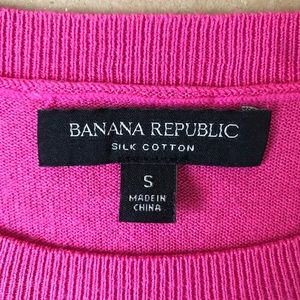 BANANA REPUBLIC
SILK COTTON
S
MADE IN
CHINA